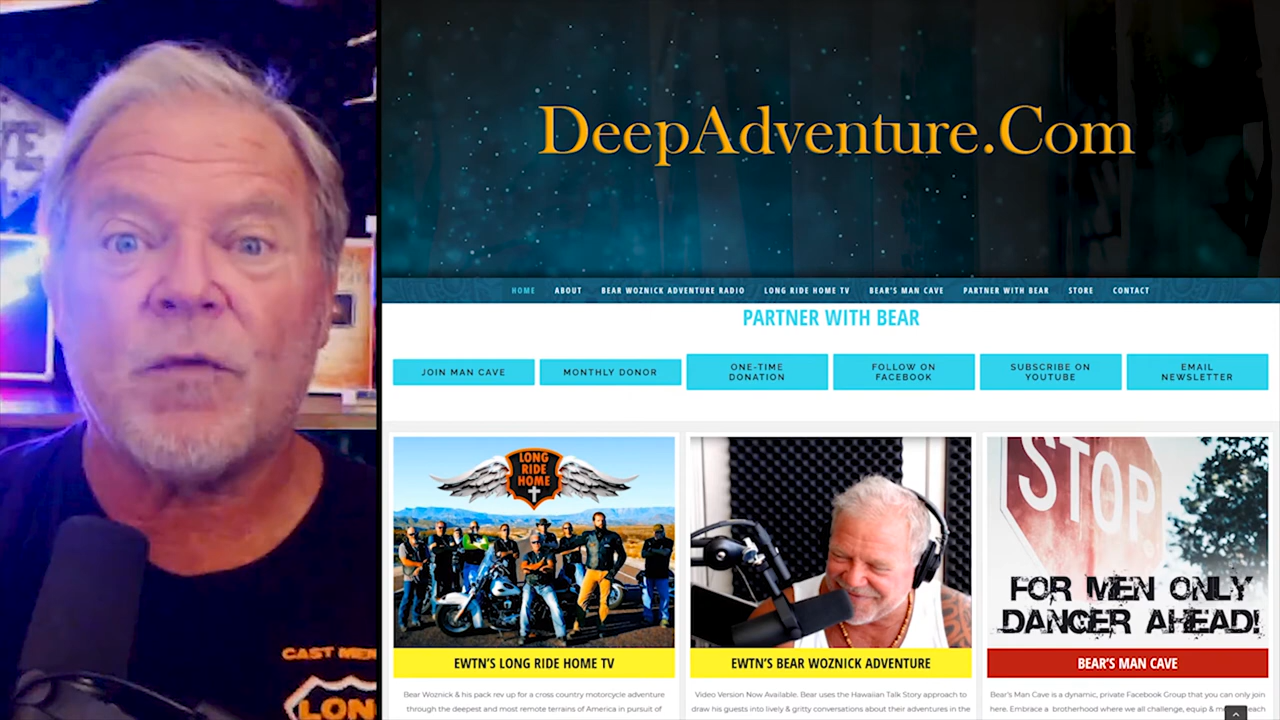 CAST MEM
LON
DeepAdventure.Com
HOME ABOUT BEAR WOZNICK ADVENTURE RADIO LONG RIDE HOME TV BEAR'S MAN CAVE PARTNER WITH BEAR STORE CONTACT
PARTNER WITH BEAR
JOIN MAN CAVE
MONTHLY DONOR
ONE-TIME
DONATION
FOLLOW ON
FACEBOOK
SUBSCRIBE ON
YOUTUBE
EMAIL
NEWSLETTER
LONG
RIDE
HOME
EWTN'S LONG RIDE HOME TV
Bear Woznick & his pack rev up for a cross country motorcycle adventure
through the deepest and most remote terrains of America in pursuit of
EWTN'S BEAR WOZNICK ADVENTURE
Video Version Now Available. Bear uses the Hawaiian Talk Story approach to
draw his guests into lively & gritty conversations about their adventures in the
STOP
FOR MEN ONLY
DANGER AHEAD!
BEAR'S MAN CAVE
Bear's Man Cave is a dynamic, private Facebook Group that you can only join
here. Embrace a brotherhood where we all challenge, equip &